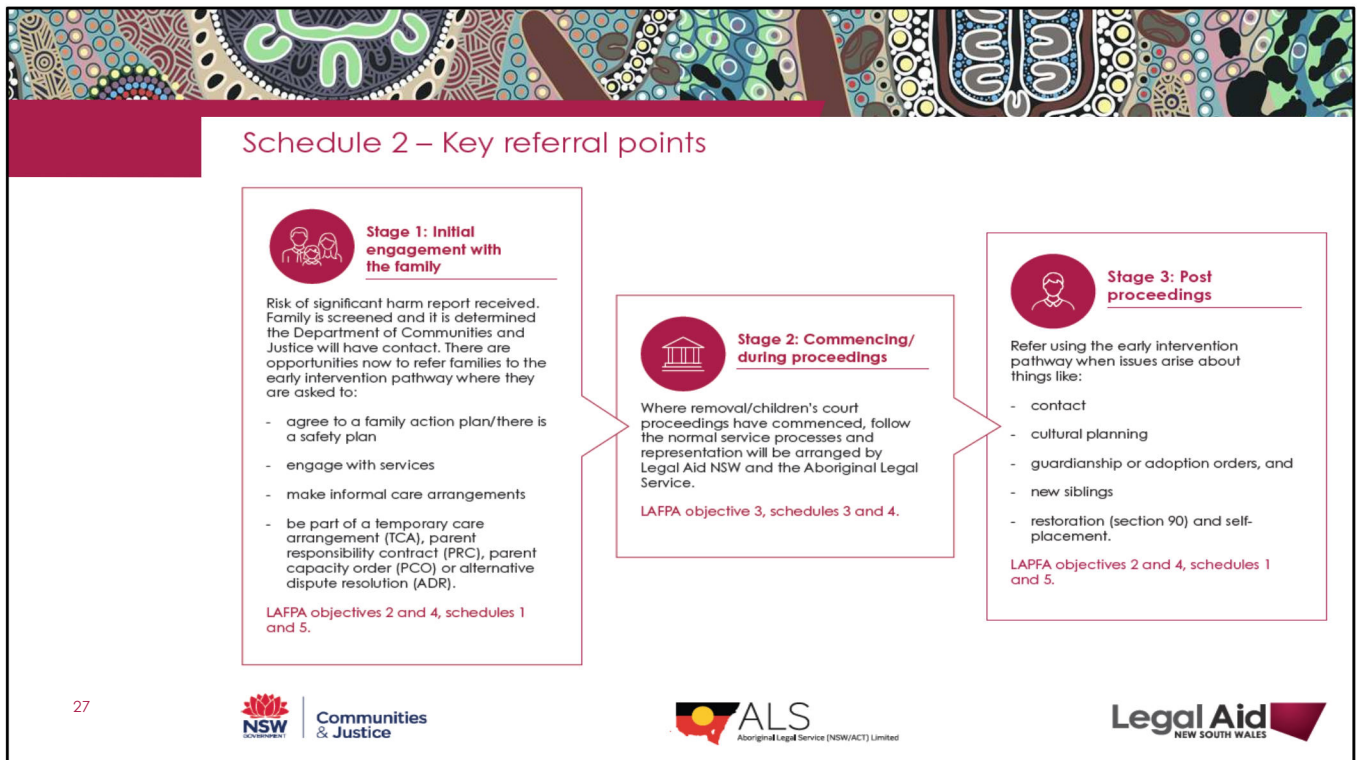 Schedule 2 – Key referral points
Stage 1: Initial
engagement with
the family
Risk of significant harm report received.
Family is screened and it is determined
the Department of Communities and
Justice will have contact. There are
opportunities now to refer families to the
early intervention pathway where they
are asked to:
- agree to a family action plan/there is
a safety plan
- engage with services
- make informal care arrangements
- be part of a temporary care
arrangement (TCA), parent
responsibility contract (PRC), parent
capacity order (PCO) or alternative
dispute resolution (ADR).
LAFPA objectives 2 and 4, schedules 1
and 5.
Stage 2: Commencing/
during proceedings
Where removal/children's court
proceedings have commenced, follow
the normal service processes and
representation will be arranged by
Legal Aid NSW and the Aboriginal Legal
Service.
LAFPA objective 3, schedules 3 and 4.
Stage 3: Post
proceedings
Refer using the early intervention
pathway when issues arise about
things like:
- contact
- cultural planning
- guardianship or adoption orders, and
- new siblings
- restoration (section 90) and self-
placement.
LAPFA objectives 2 and 4, schedules 1
and 5.
27
NSW
GOVERNMENT
Communities
& Justice
ALS
Aboriginal Legal Service (NSW/ACT) Limited
Legal Aid
NEW SOUTH WALES